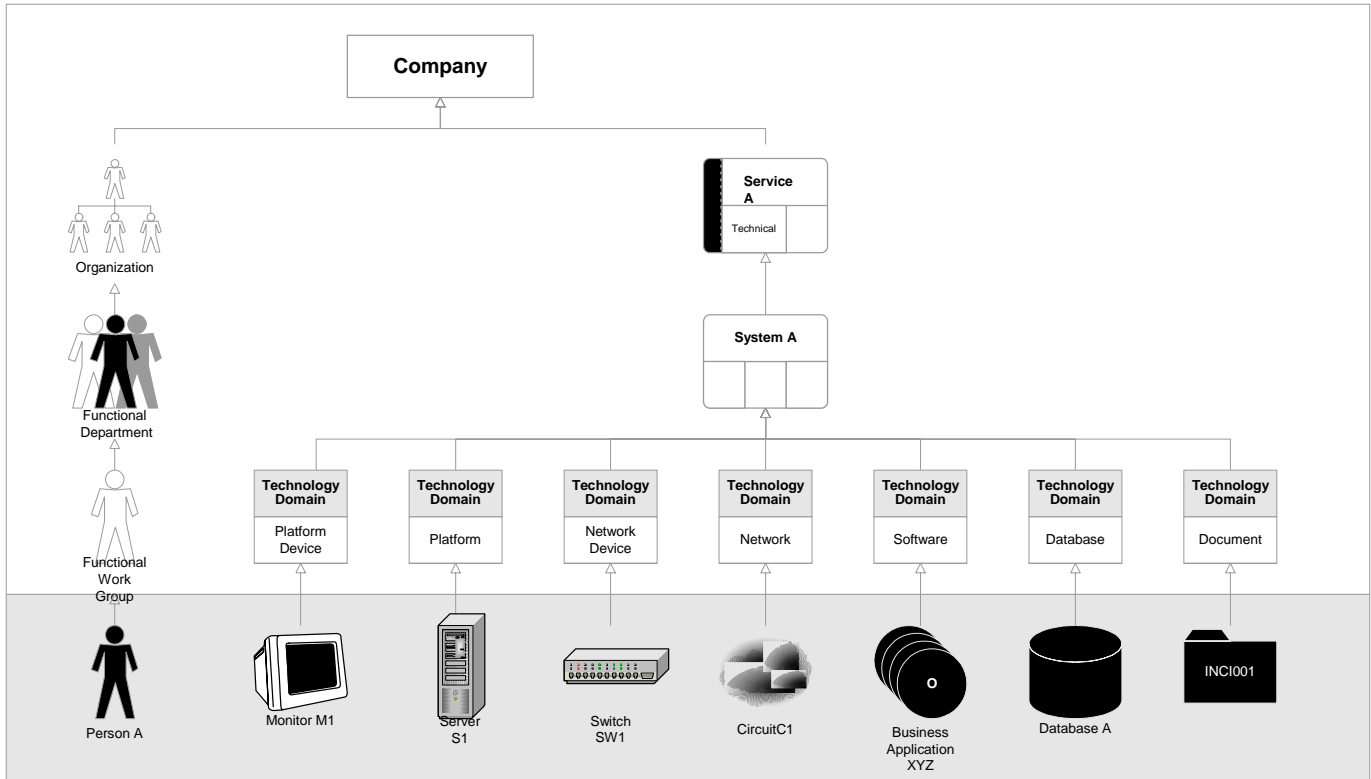 Company
Service
A
Technical
Organization
System A
Functional
Department
Technology
Domain
Platform
Device
Technology
Domain
Platform
Technology
Domain
Network
Device
Technology
Domain
Network
Technology
Domain
Software
Technology
Domain
Database
Technology
Domain
Document
Functional
Work
Group
Person A
Monitor M1
Server
S1
Switch
SW1
CircuitC1
O
Business
Application
XYZ
Database A
INCI001